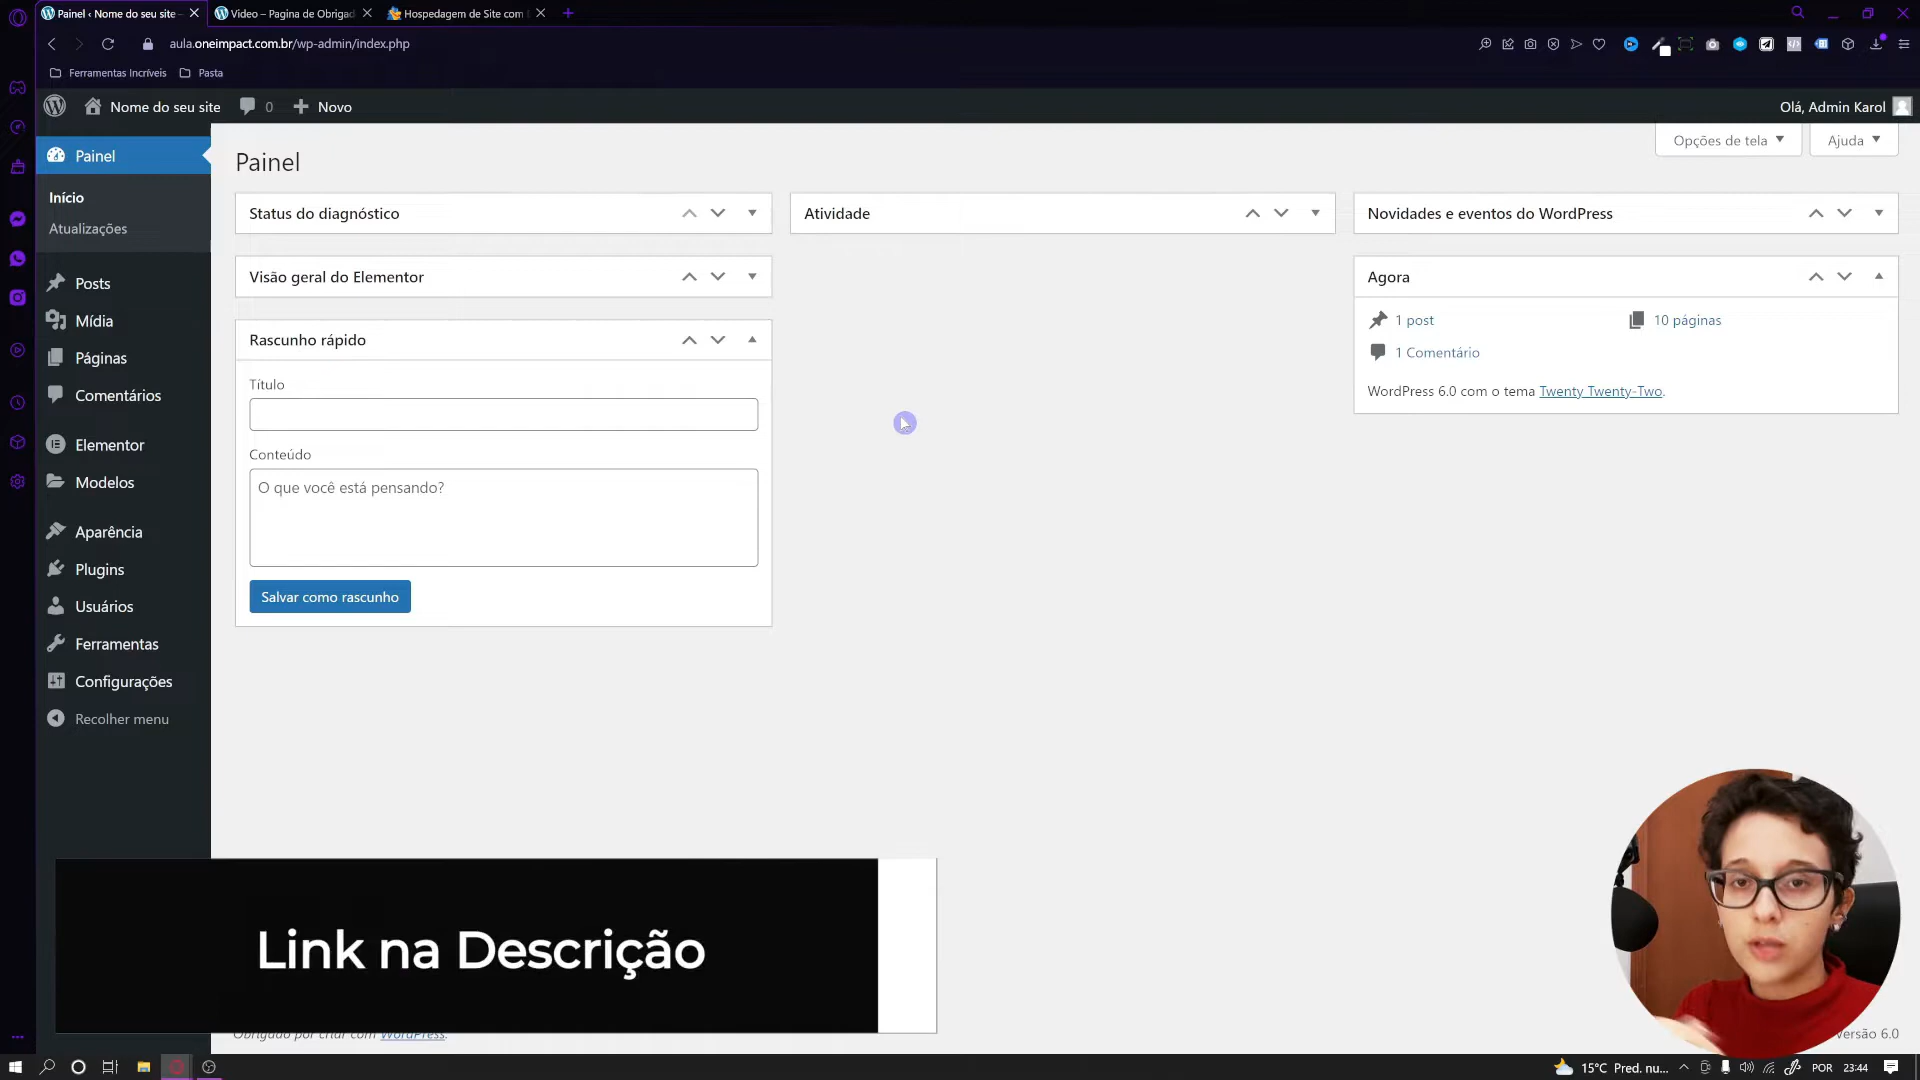 Painel ‹ Nome do seu site –
Video – Pagina de Obrigad
Hospedagem de Site com
aula.oneimpact.com.br/wp-admin/index.php
Ferramentas Incríveis
Pasta
Nome do seu site
0
Novo
Olá, Admin Karol
Painel
Início
Atualizações
Posts
Mídia
Páginas
Comentários
Elementor
Modelos
Aparência
Plugins
Usuários
Ferramentas
Configurações
Recolher menu
Opções de tela
Ajuda
Painel
Status do diagnóstico
Visão geral do Elementor
Rascunho rápido
Título
Conteúdo
O que você está pensando?
Salvar como rascunho
Atividade
Novidades e eventos do WordPress
Agora
1 post
10 páginas
1 Comentário
WordPress 6.0 com o tema Twenty Twenty-Two.
Link na Descrição
Obrigado por criar com WordPress.
Versão 6.0
15°C Pred. nu...
POR
23:44